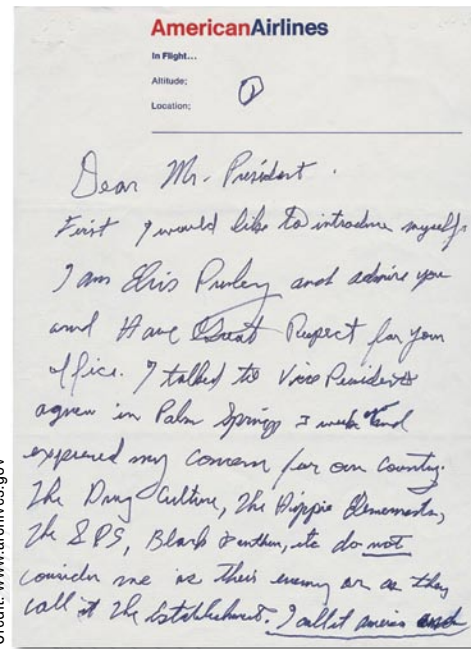 AmericanAirlines
In Flight...
Altitude;
Location;
①
Dear Mr. President.
First I would like to introduce myself.
I am Elvis Presley and admire you
and Have Great Respect for your
office. I talked to Vice President
agnew in Palm Springs week and
expressed my concern for our country.
The Drug Culture, The Hippie Elements,
The SDS, Black Panthers, etc do not
consider me as their enemy or as they
call it The Establishment. I call it america and
Credit: www.archives.gov